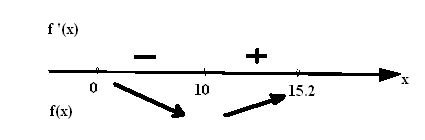 f '(x)
− +
x
0 10 15.2
f(x)